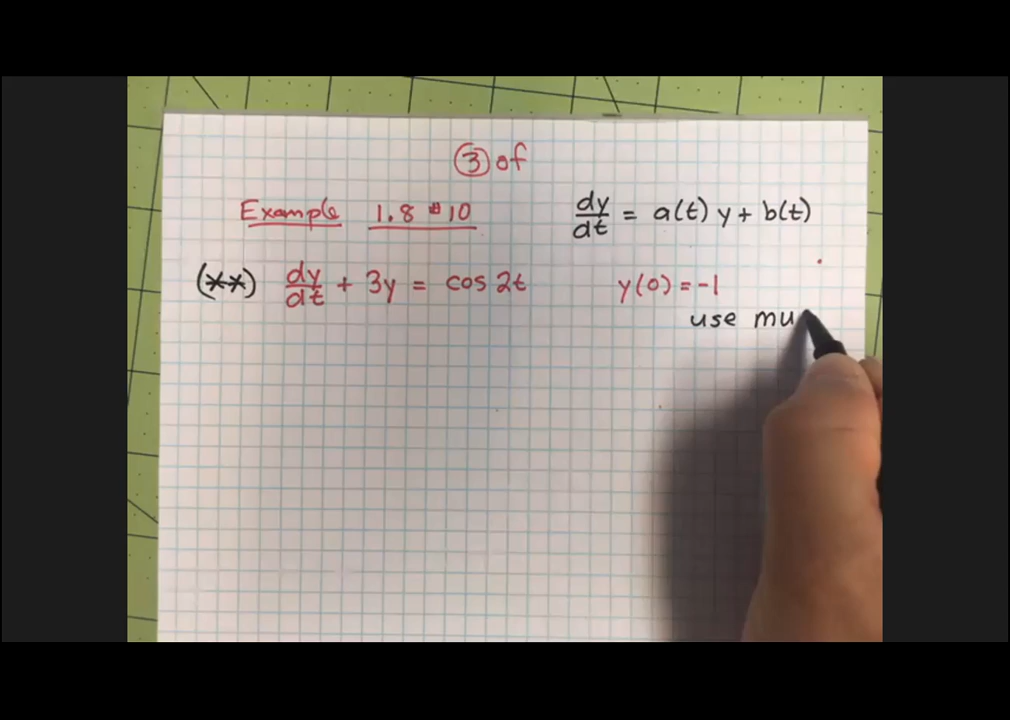 ③ of
Example 1.8 #10
dy/dt = a(t) y + b(t)
(**) dy/dt + 3y = cos 2t
y(0) = -1
use mu